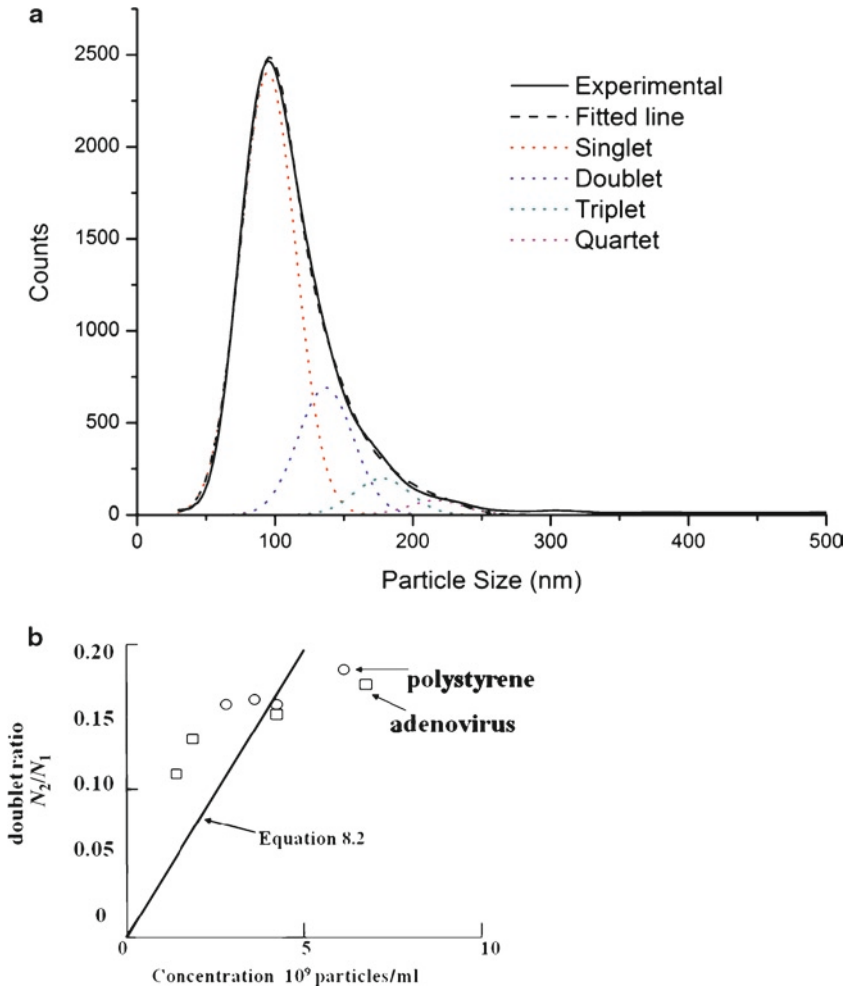 a
2500
2000
1500
1000
500
0
Counts
Experimental
Fitted line
Singlet
Doublet
Triplet
Quartet
0 100 200 300 400 500
Particle Size (nm)
b
0.20
0.15
0.10
0.05
0
doublet ratio
N₂/N₁
polystyrene
adenovirus
Equation 8.2
0 5 10
Concentration 10⁹ particles/ml